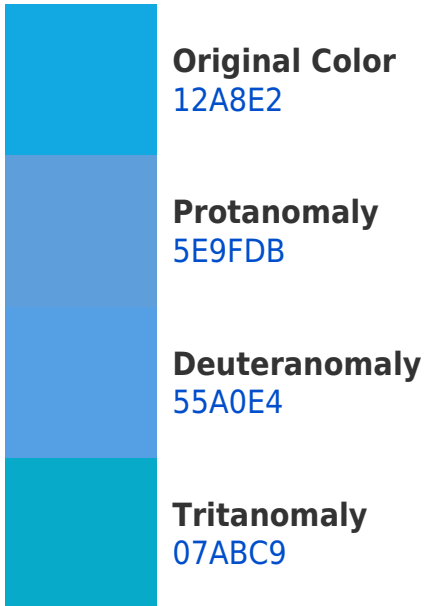 Original Color
12A8E2
Protanomaly
5E9FDB
Deuteranomaly
55A0E4
Tritanomaly
07ABC9